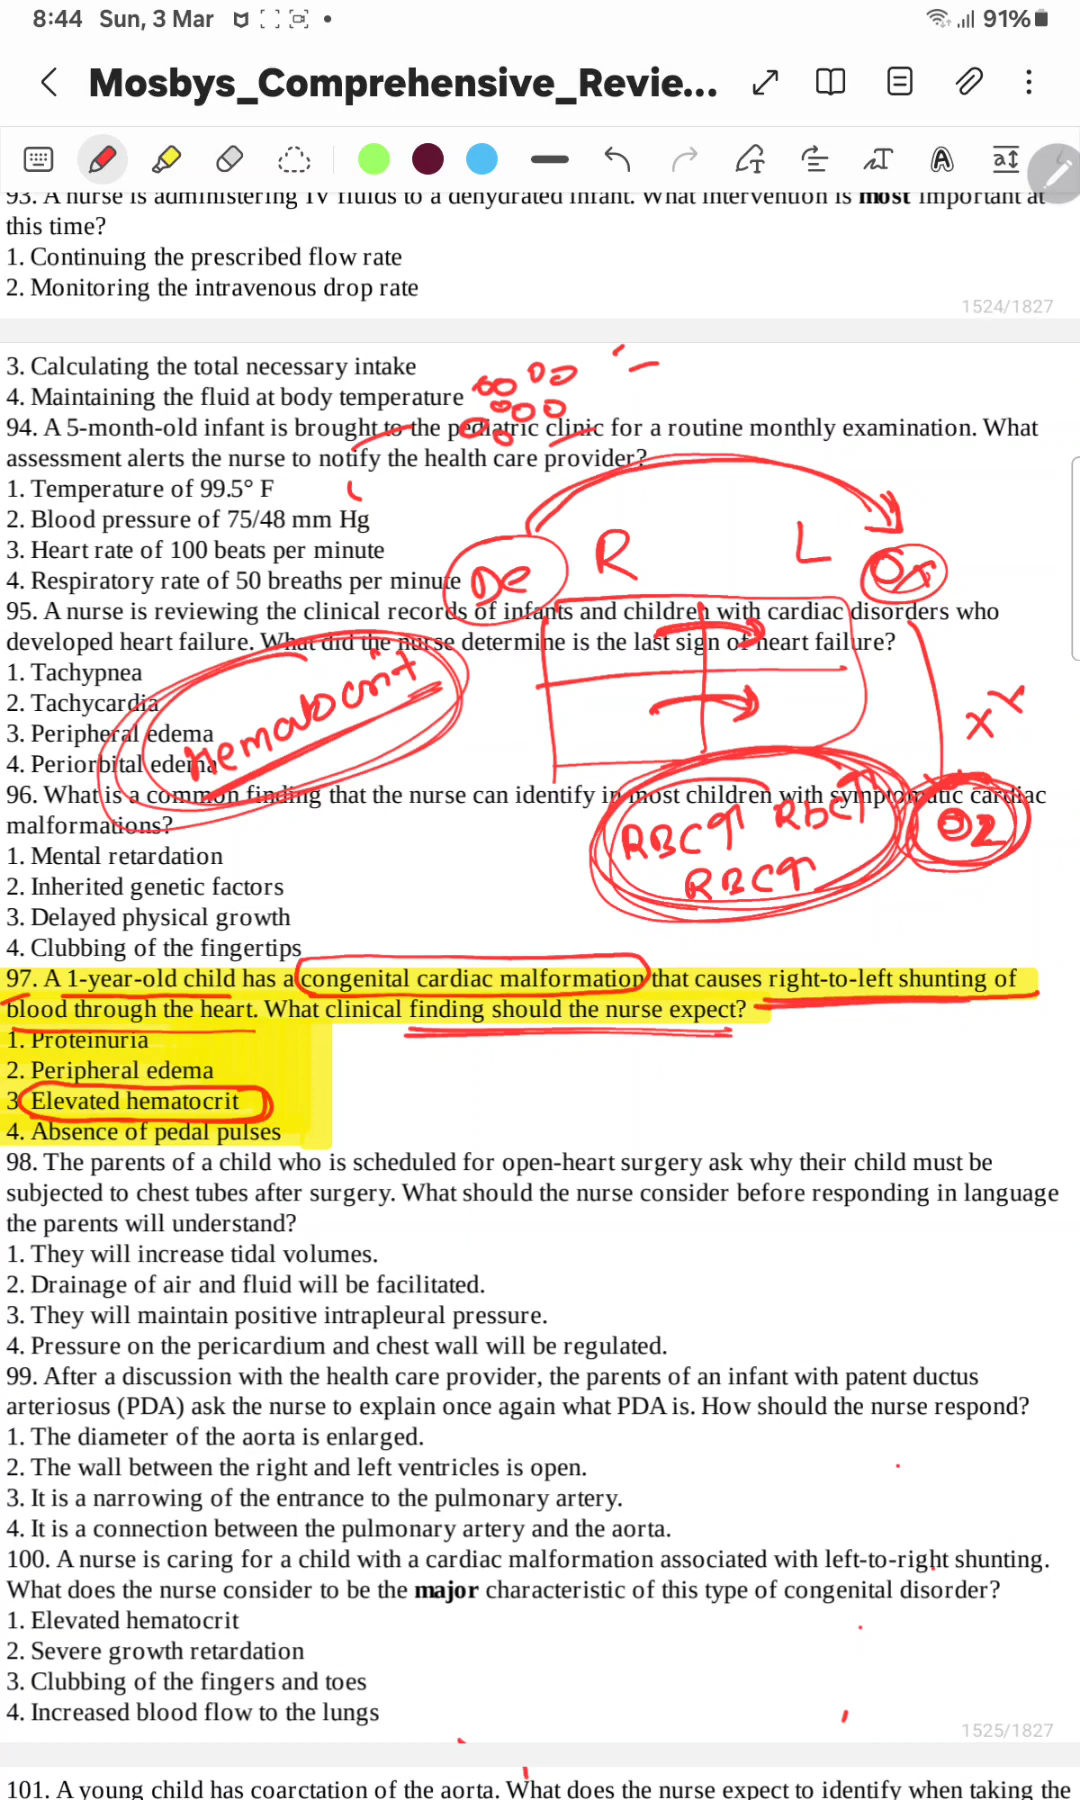 8:44 Sun, 3 Mar
91%
Mosbys_Comprehensive_Revie...
93. A nurse is administering IV fluids to a dehydrated infant. What intervention is most important at
this time?
1. Continuing the prescribed flow rate
2. Monitoring the intravenous drop rate
1524/1827
3. Calculating the total necessary intake
4. Maintaining the fluid at body temperature
94. A 5-month-old infant is brought to the pediatric clinic for a routine monthly examination. What
assessment alerts the nurse to notify the health care provider?
1. Temperature of 99.5° F
2. Blood pressure of 75/48 mm Hg
3. Heart rate of 100 beats per minute
R L
4. Respiratory rate of 50 breaths per minute
De
95. A nurse is reviewing the clinical records of infants and children with cardiac disorders who
developed heart failure. What did the nurse determine is the last sign of heart failure?
1. Tachypnea
2. Tachycardia
3. Peripheral edema
Hematocrit
x x
4. Periorbital edema
96. What is a common finding that the nurse can identify in most children with symptomatic cardiac
malformations?
RBC↑ RBC↑
O2
1. Mental retardation
RBC↑
2. Inherited genetic factors
3. Delayed physical growth
4. Clubbing of the fingertips
97. A 1-year-old child has a congenital cardiac malformation that causes right-to-left shunting of
blood through the heart. What clinical finding should the nurse expect?
1. Proteinuria
2. Peripheral edema
3. Elevated hematocrit
4. Absence of pedal pulses
98. The parents of a child who is scheduled for open-heart surgery ask why their child must be
subjected to chest tubes after surgery. What should the nurse consider before responding in language
the parents will understand?
1. They will increase tidal volumes.
2. Drainage of air and fluid will be facilitated.
3. They will maintain positive intrapleural pressure.
4. Pressure on the pericardium and chest wall will be regulated.
99. After a discussion with the health care provider, the parents of an infant with patent ductus
arteriosus (PDA) ask the nurse to explain once again what PDA is. How should the nurse respond?
1. The diameter of the aorta is enlarged.
2. The wall between the right and left ventricles is open.
3. It is a narrowing of the entrance to the pulmonary artery.
4. It is a connection between the pulmonary artery and the aorta.
100. A nurse is caring for a child with a cardiac malformation associated with left-to-right shunting.
What does the nurse consider to be the major characteristic of this type of congenital disorder?
1. Elevated hematocrit
2. Severe growth retardation
3. Clubbing of the fingers and toes
4. Increased blood flow to the lungs
1525/1827
101. A young child has coarctation of the aorta. What does the nurse expect to identify when taking the